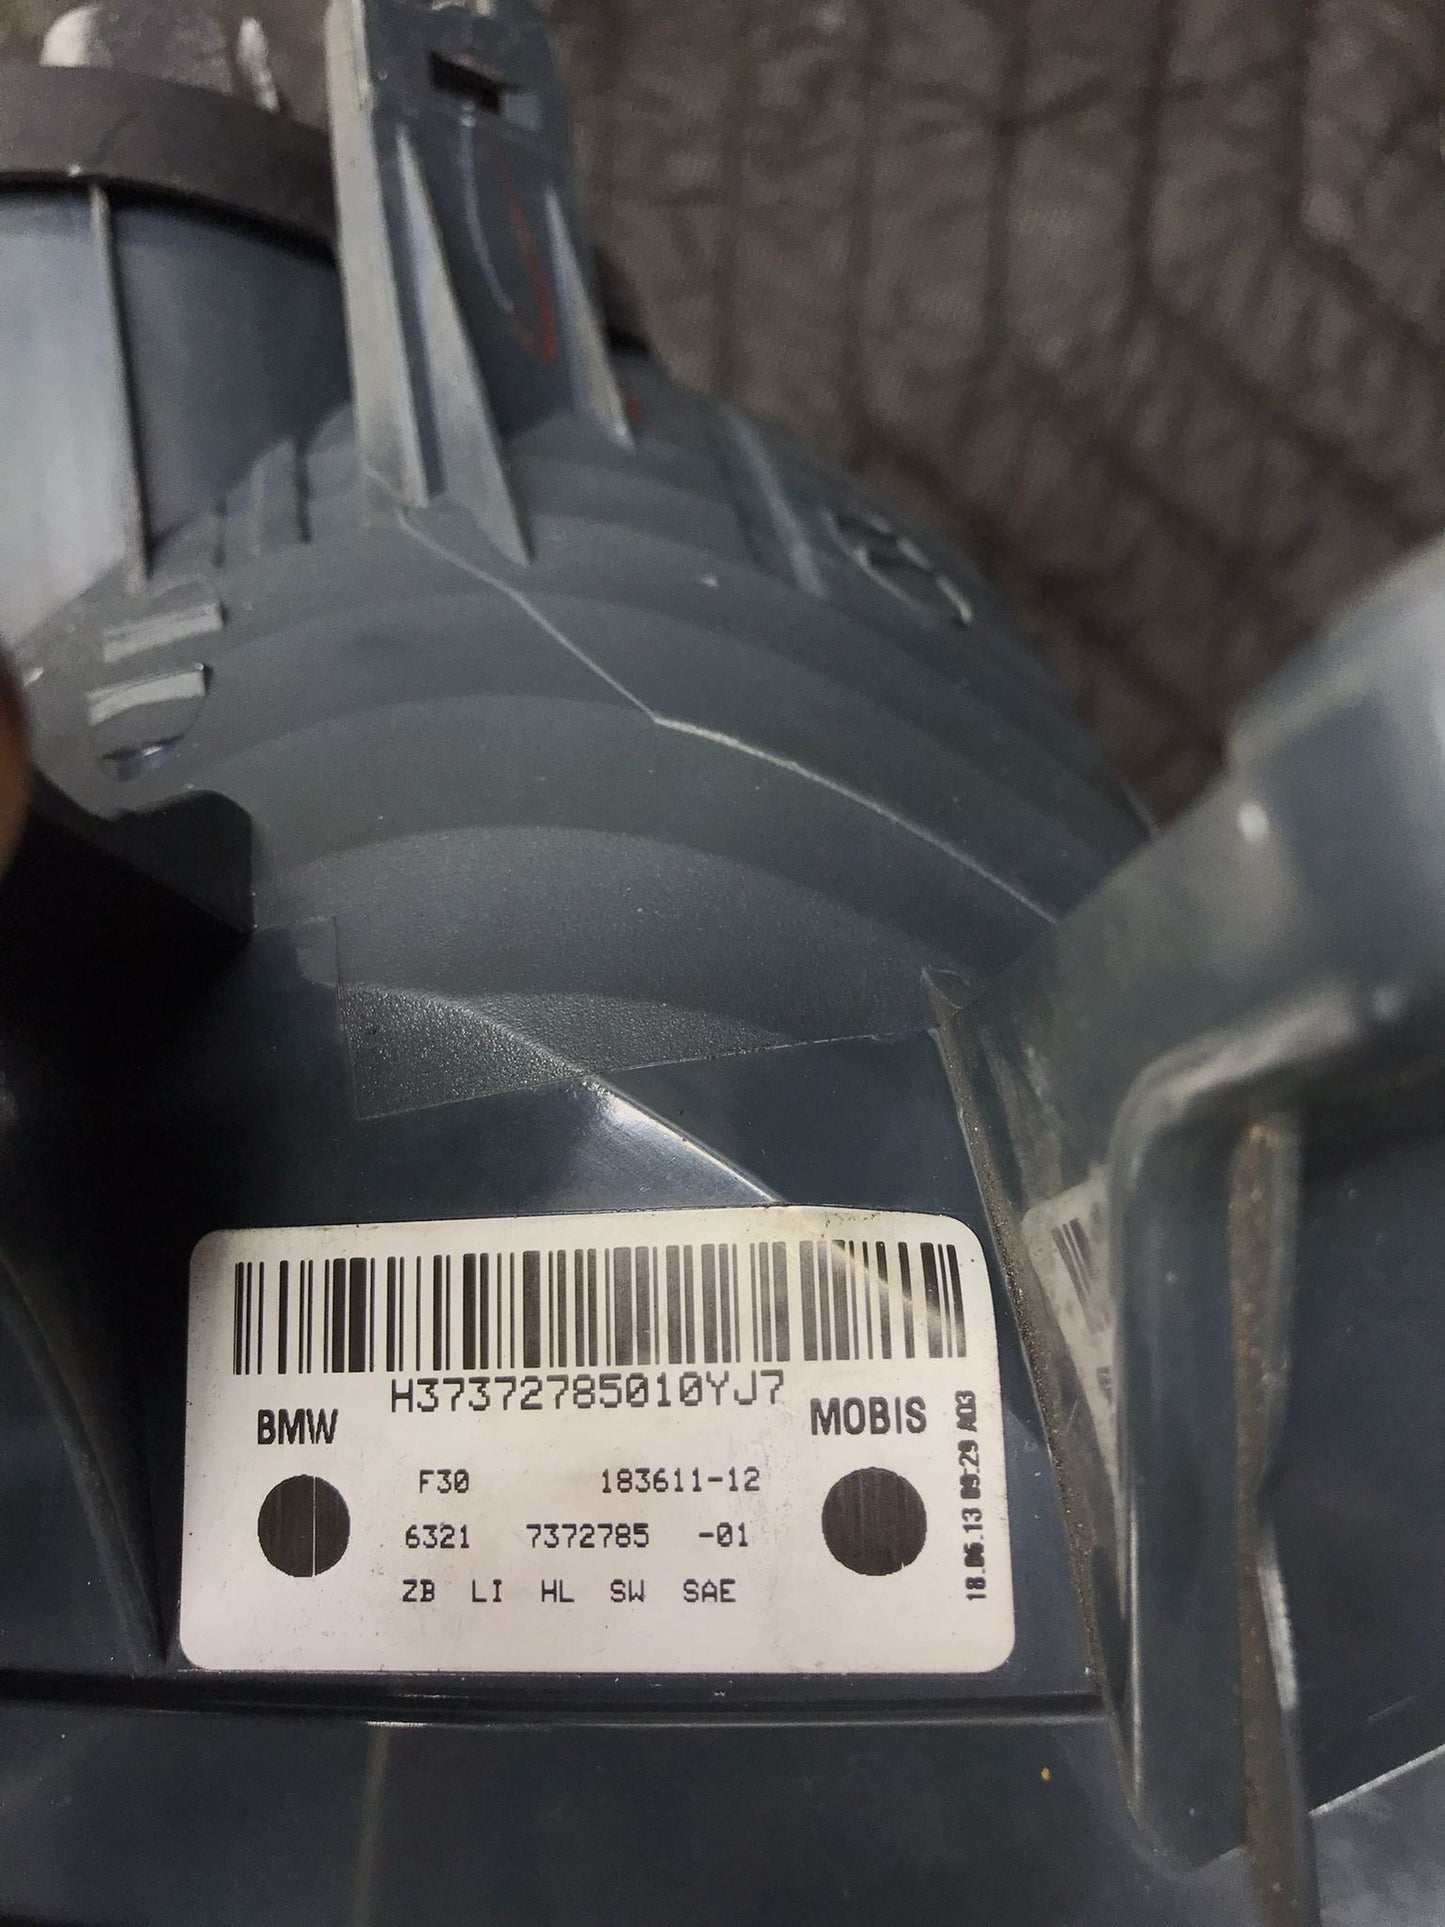 H37372785010YJ7
BMW MOBIS
F30 183611-12
6321 7372785 -01
ZB LI HL SW SAE
18.06.13 09:29 A03